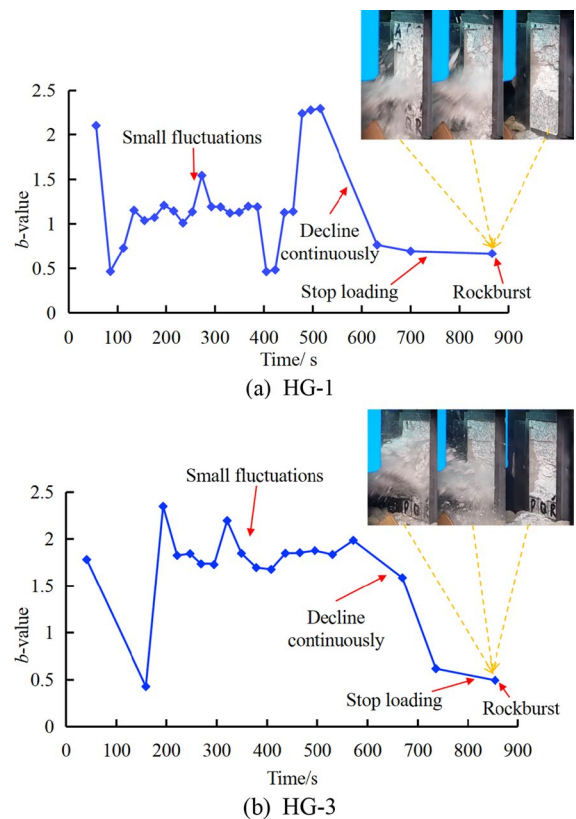 2.5
2
1.5
1
0.5
0
b-value
Small fluctuations
Decline
continuously
Stop loading
Rockburst
0 100 200 300 400 500 600 700 800 900
Time/ s
(a) HG-1
2.5
2
1.5
1
0.5
0
b-value
Small fluctuations
Decline
continuously
Stop loading
Rockburst
0 100 200 300 400 500 600 700 800 900
Time/s
(b) HG-3